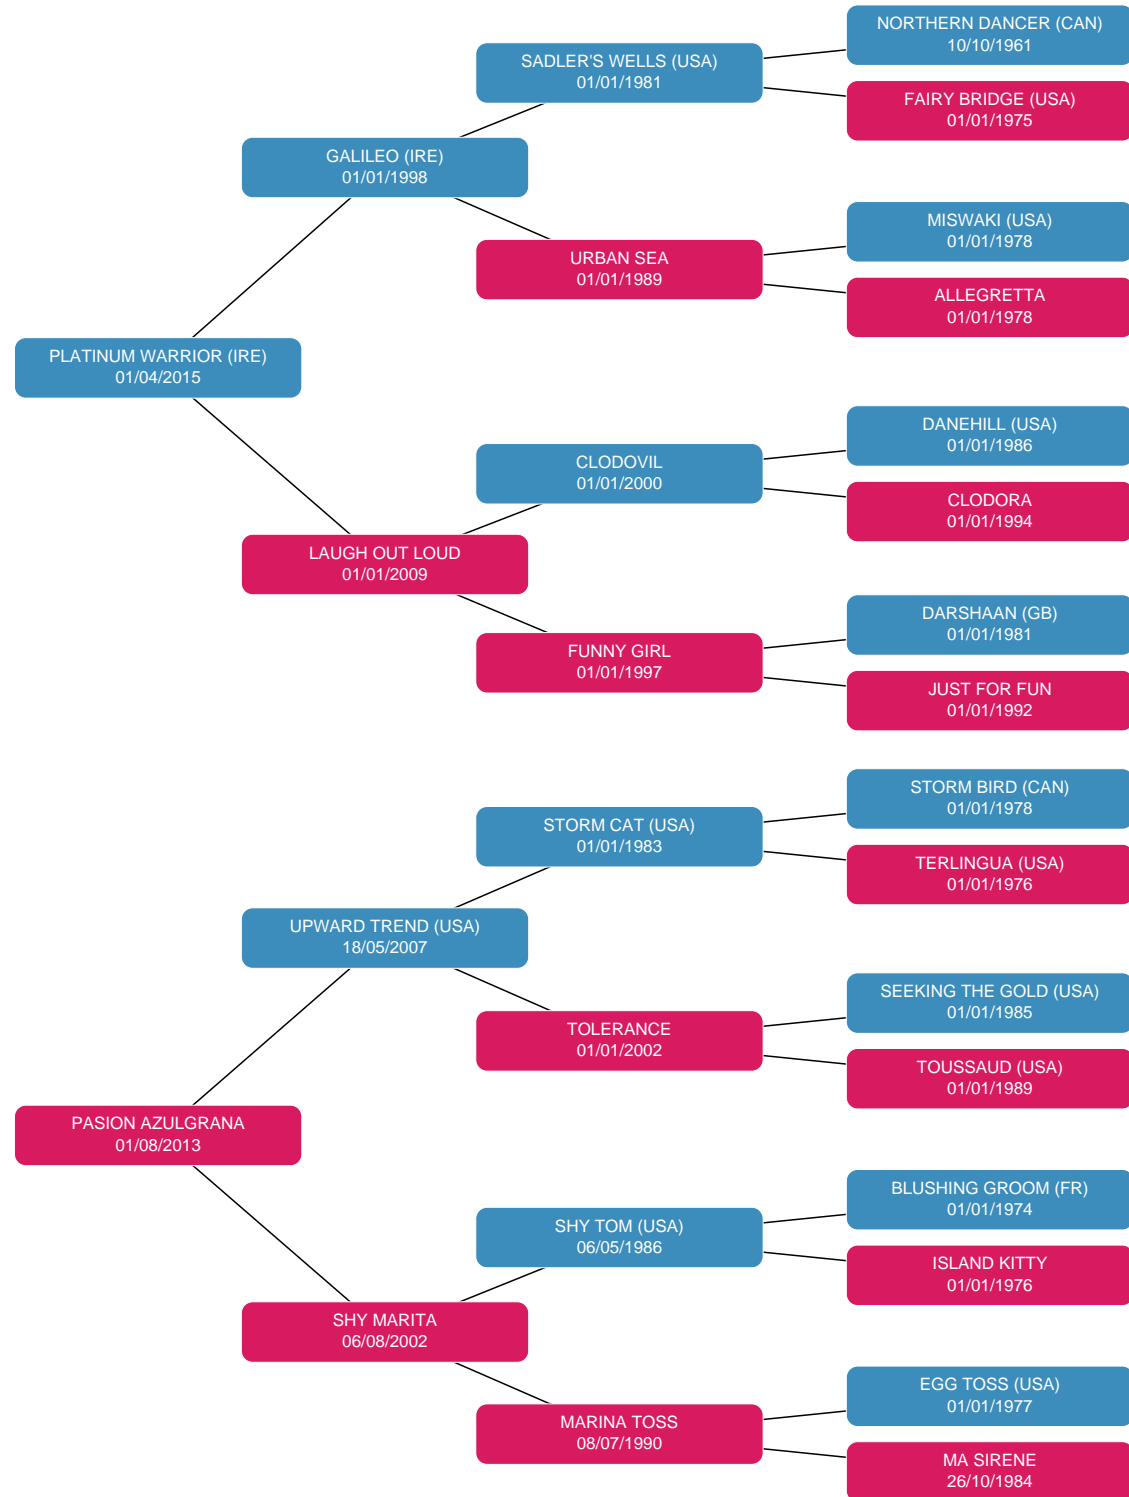 NORTHERN DANCER (CAN)
10/10/1961
SADLER'S WELLS (USA)
01/01/1981
FAIRY BRIDGE (USA)
01/01/1975
GALILEO (IRE)
01/01/1998
MISWAKI (USA)
01/01/1978
URBAN SEA
01/01/1989
ALLEGRETTA
01/01/1978
PLATINUM WARRIOR (IRE)
01/04/2015
DANEHILL (USA)
01/01/1986
CLODOVIL
01/01/2000
CLODORA
01/01/1994
LAUGH OUT LOUD
01/01/2009
DARSHAAN (GB)
01/01/1981
FUNNY GIRL
01/01/1997
JUST FOR FUN
01/01/1992
STORM BIRD (CAN)
01/01/1978
STORM CAT (USA)
01/01/1983
TERLINGUA (USA)
01/01/1976
UPWARD TREND (USA)
18/05/2007
SEEKING THE GOLD (USA)
01/01/1985
TOLERANCE
01/01/2002
TOUSSAUD (USA)
01/01/1989
PASION AZULGRANA
01/08/2013
BLUSHING GROOM (FR)
01/01/1974
SHY TOM (USA)
06/05/1986
ISLAND KITTY
01/01/1976
SHY MARITA
06/08/2002
EGG TOSS (USA)
01/01/1977
MARINA TOSS
08/07/1990
MA SIRENE
26/10/1984